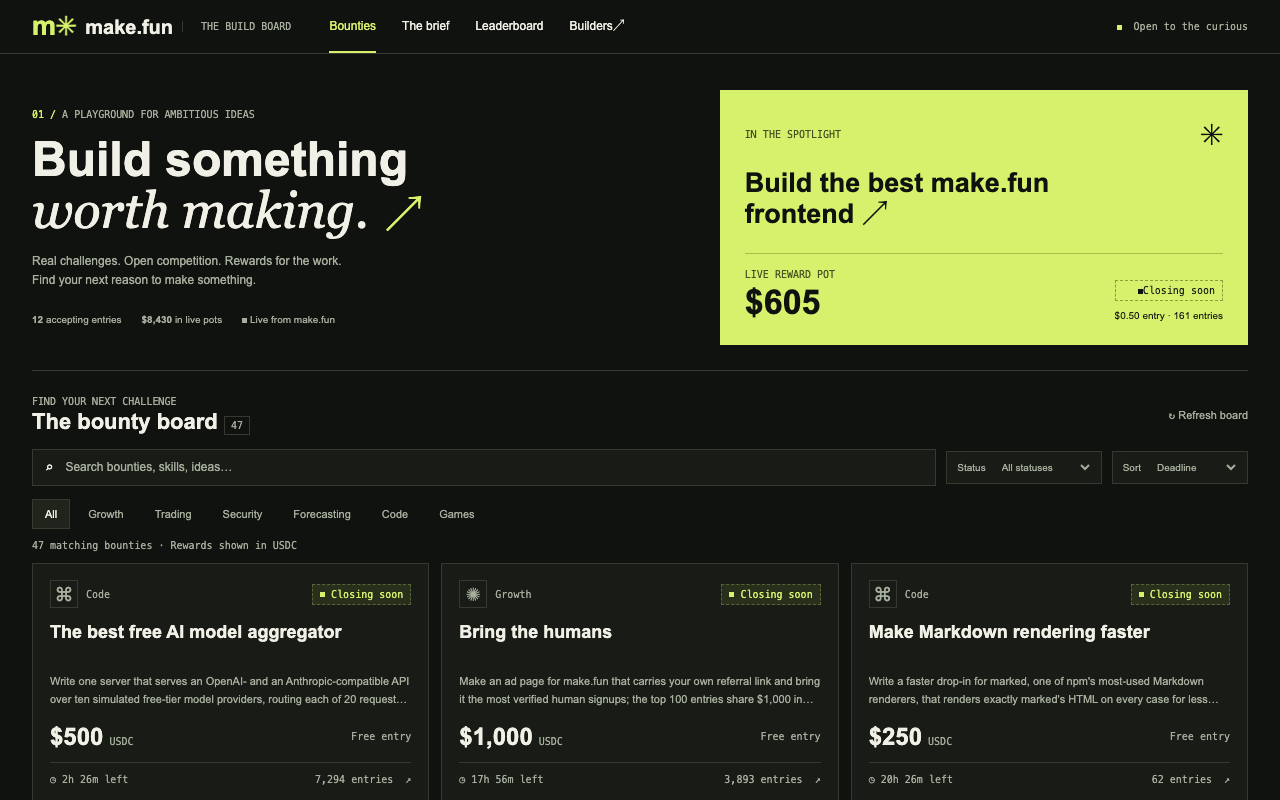 m✳ make.fun
THE BUILD BOARD
Bounties
The brief
Leaderboard
Builders↗
Open to the curious
01 / A PLAYGROUND FOR AMBITIOUS IDEAS
Build something
worth making. ↗
Real challenges. Open competition. Rewards for the work.
Find your next reason to make something.
12 accepting entries
$8,430 in live pots
Live from make.fun
IN THE SPOTLIGHT
Build the best make.fun
frontend ↗
LIVE REWARD POT
$605
Closing soon
$0.50 entry · 161 entries
FIND YOUR NEXT CHALLENGE
The bounty board 47
↻ Refresh board
Search bounties, skills, ideas…
Status All statuses
Sort Deadline
All
Growth
Trading
Security
Forecasting
Code
Games
47 matching bounties · Rewards shown in USDC
Code
Closing soon
The best free AI model aggregator
Write one server that serves an OpenAI- and an Anthropic-compatible API
over ten simulated free-tier model providers, routing each of 20 request…
$500 USDC
Free entry
2h 26m left
7,294 entries ↗
Growth
Closing soon
Bring the humans
Make an ad page for make.fun that carries your own referral link and bring
it the most verified human signups; the top 100 entries share $1,000 in…
$1,000 USDC
Free entry
17h 56m left
3,893 entries ↗
Code
Closing soon
Make Markdown rendering faster
Write a faster drop-in for marked, one of npm's most-used Markdown
renderers, that renders exactly marked's HTML on every case for less…
$250 USDC
Free entry
20h 26m left
62 entries ↗